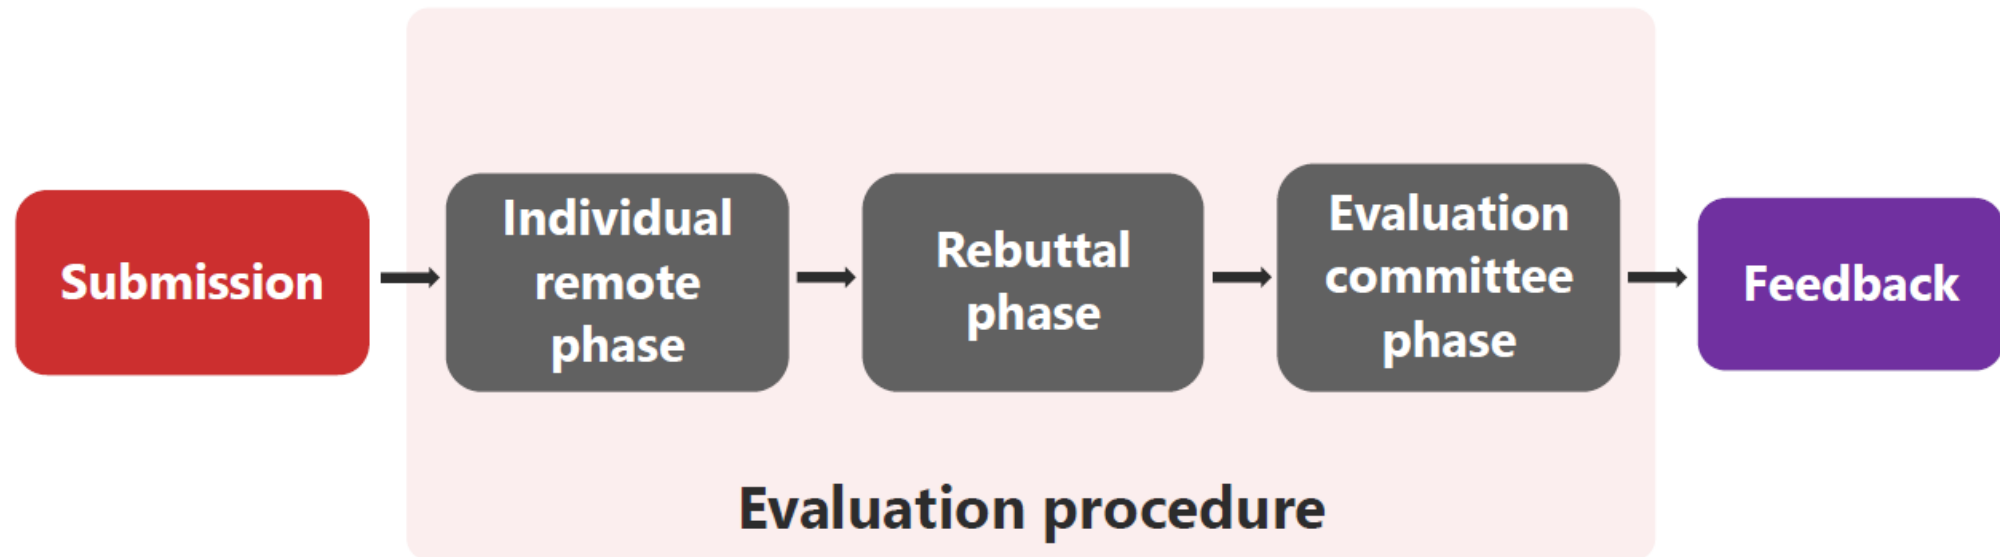 Submission
Individual
remote
phase
Rebuttal
phase
Evaluation
committee
phase
Feedback
Evaluation procedure